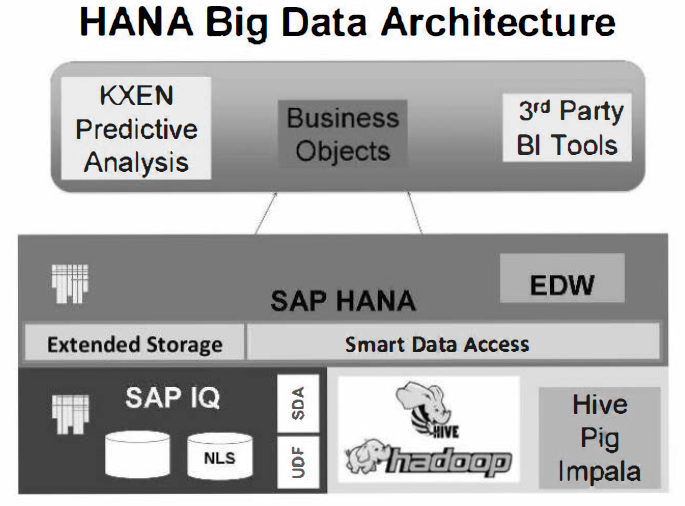 HANA Big Data Architecture
KXEN
Predictive
Analysis
Business
Objects
3rd Party
BI Tools
SAP HANA
EDW
Extended Storage
Smart Data Access
SAP IQ
NLS
SDA
UDF
HIVE
hadoop
Hive
Pig
Impala